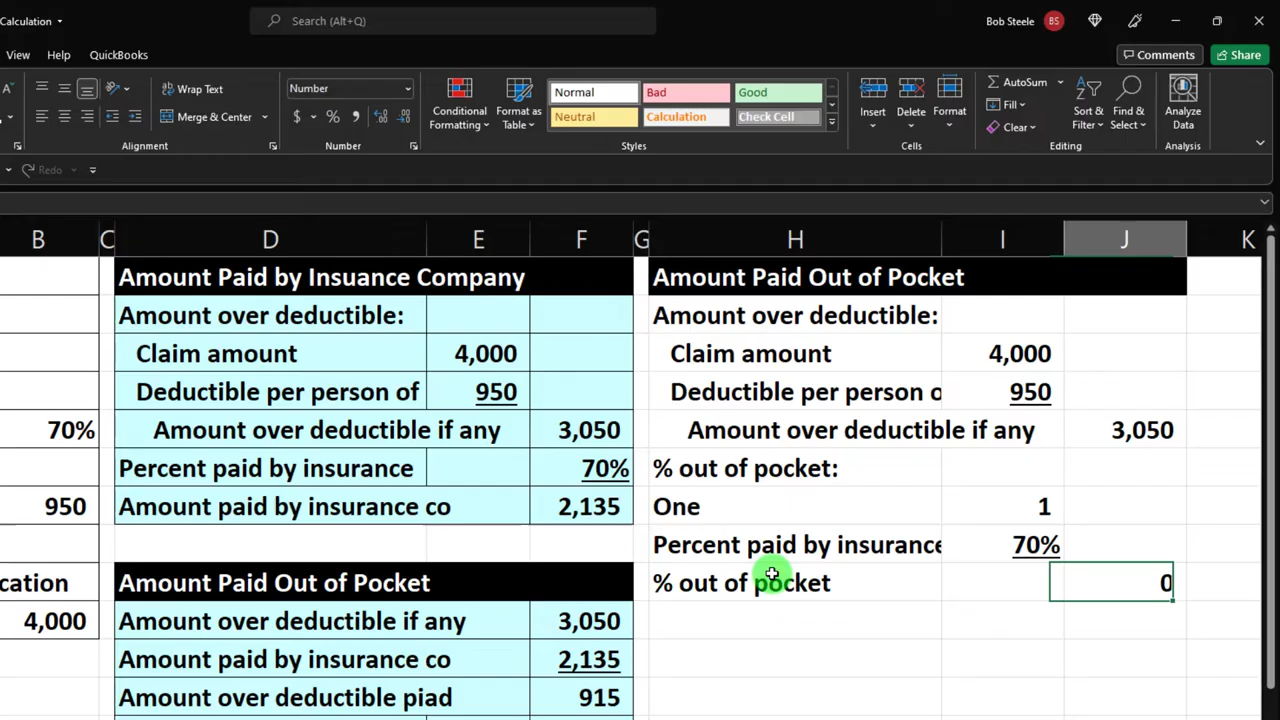 Calculation
Search (Alt+Q)
Bob Steele BS
View Help QuickBooks
Comments Share
Wrap Text
Merge & Center
Alignment
Number
$ %
Number
Conditional Formatting
Format as Table
Normal Bad Good
Neutral Calculation Check Cell
Styles
Insert Delete Format
Cells
AutoSum
Fill
Clear
Sort & Filter
Find & Select
Editing
Analyze Data
Analysis
Redo
B C D E F G H I J K
Amount Paid by Insuance Company
Amount over deductible:
Claim amount 4,000
Deductible per person of 950
Amount over deductible if any 3,050
70%
Percent paid by insurance 70%
950
Amount paid by insurance co 2,135
cation
4,000
Amount Paid Out of Pocket
Amount over deductible if any 3,050
Amount paid by insurance co 2,135
Amount over deductible piad 915
Amount Paid Out of Pocket
Amount over deductible:
Claim amount 4,000
Deductible per person o 950
Amount over deductible if any 3,050
% out of pocket:
One 1
Percent paid by insurance 70%
% out of pocket 0